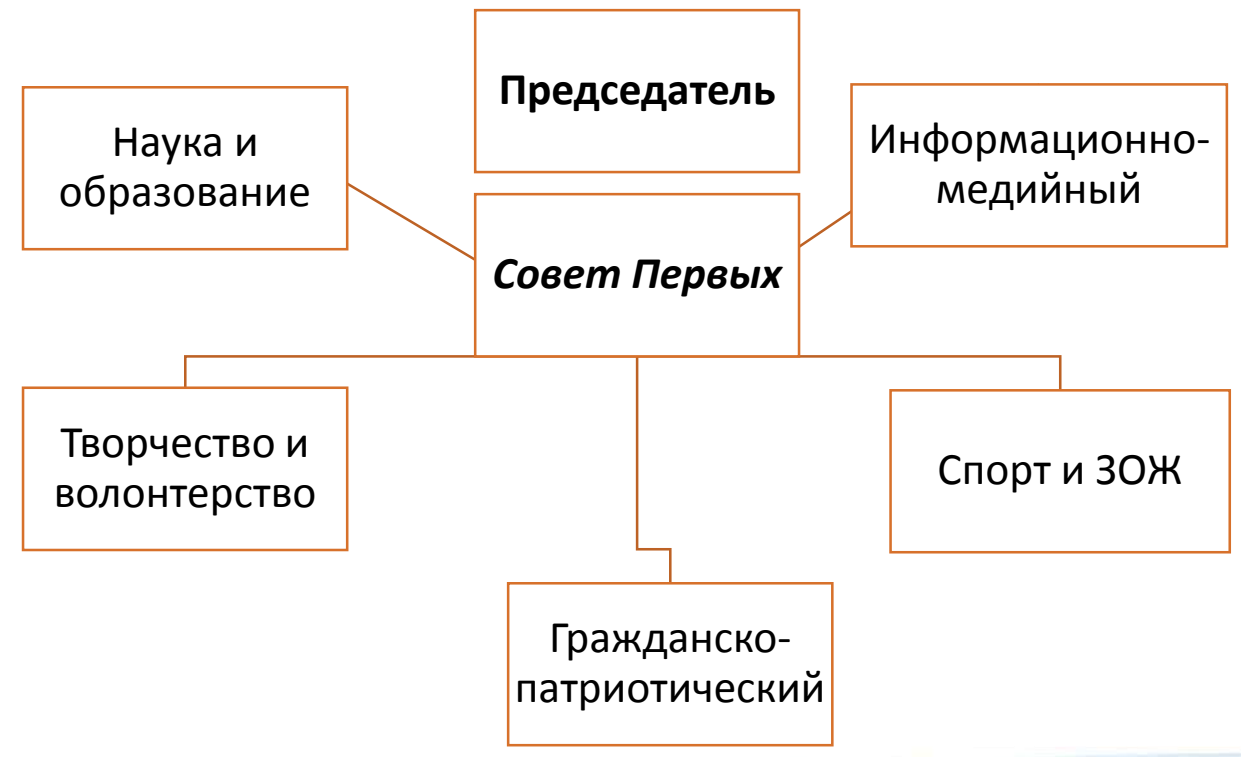 Председатель
Наука и
образование
Информационно-
медийный
Совет Первых
Творчество и
волонтерство
Спорт и ЗОЖ
Гражданско-
патриотический